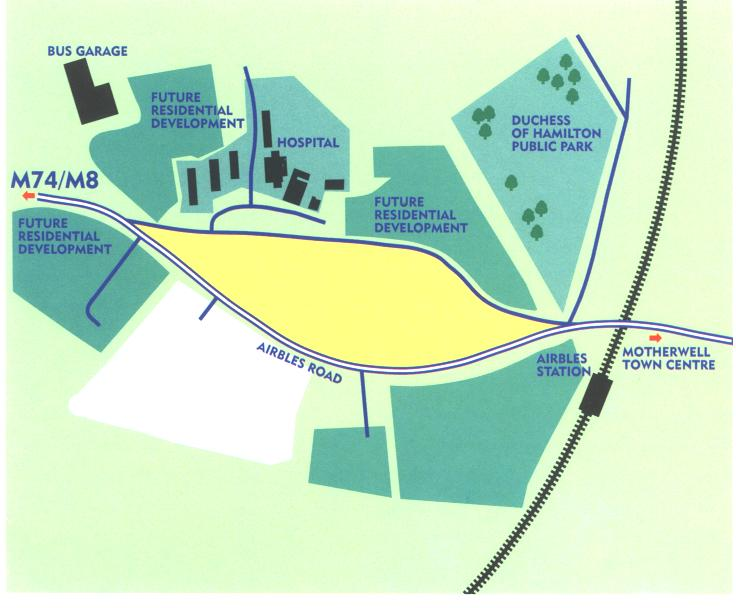 BUS GARAGE
FUTURE
RESIDENTIAL
DEVELOPMENT
HOSPITAL
DUCHESS
OF HAMILTON
PUBLIC PARK
M74/M8
FUTURE
RESIDENTIAL
DEVELOPMENT
FUTURE
RESIDENTIAL
DEVELOPMENT
AIRBLES ROAD
AIRBLES
STATION
MOTHERWELL
TOWN CENTRE